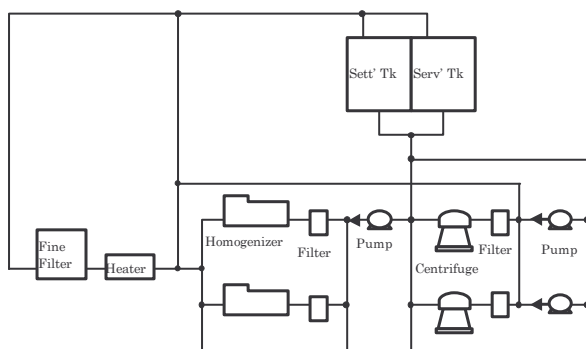 Sett' Tk Serv' Tk
Fine
Filter
Heater
Homogenizer
Filter
Pump
Centrifuge
Filter
Pump